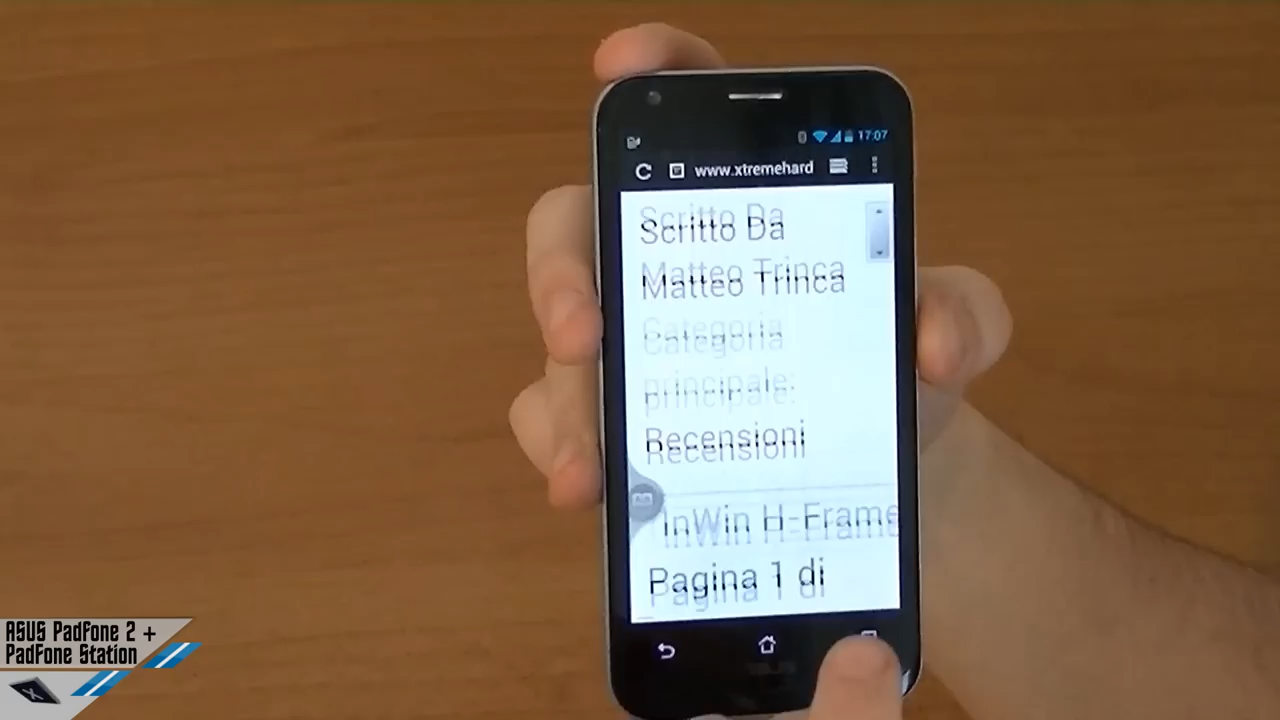 17:07
www.xtremehard
Scritto Da
Matteo Trinca
Categoria
principale:
Recensioni
InWin H-Frame
Pagina 1 di
ASUS PadFone 2 +
PadFone Station
X